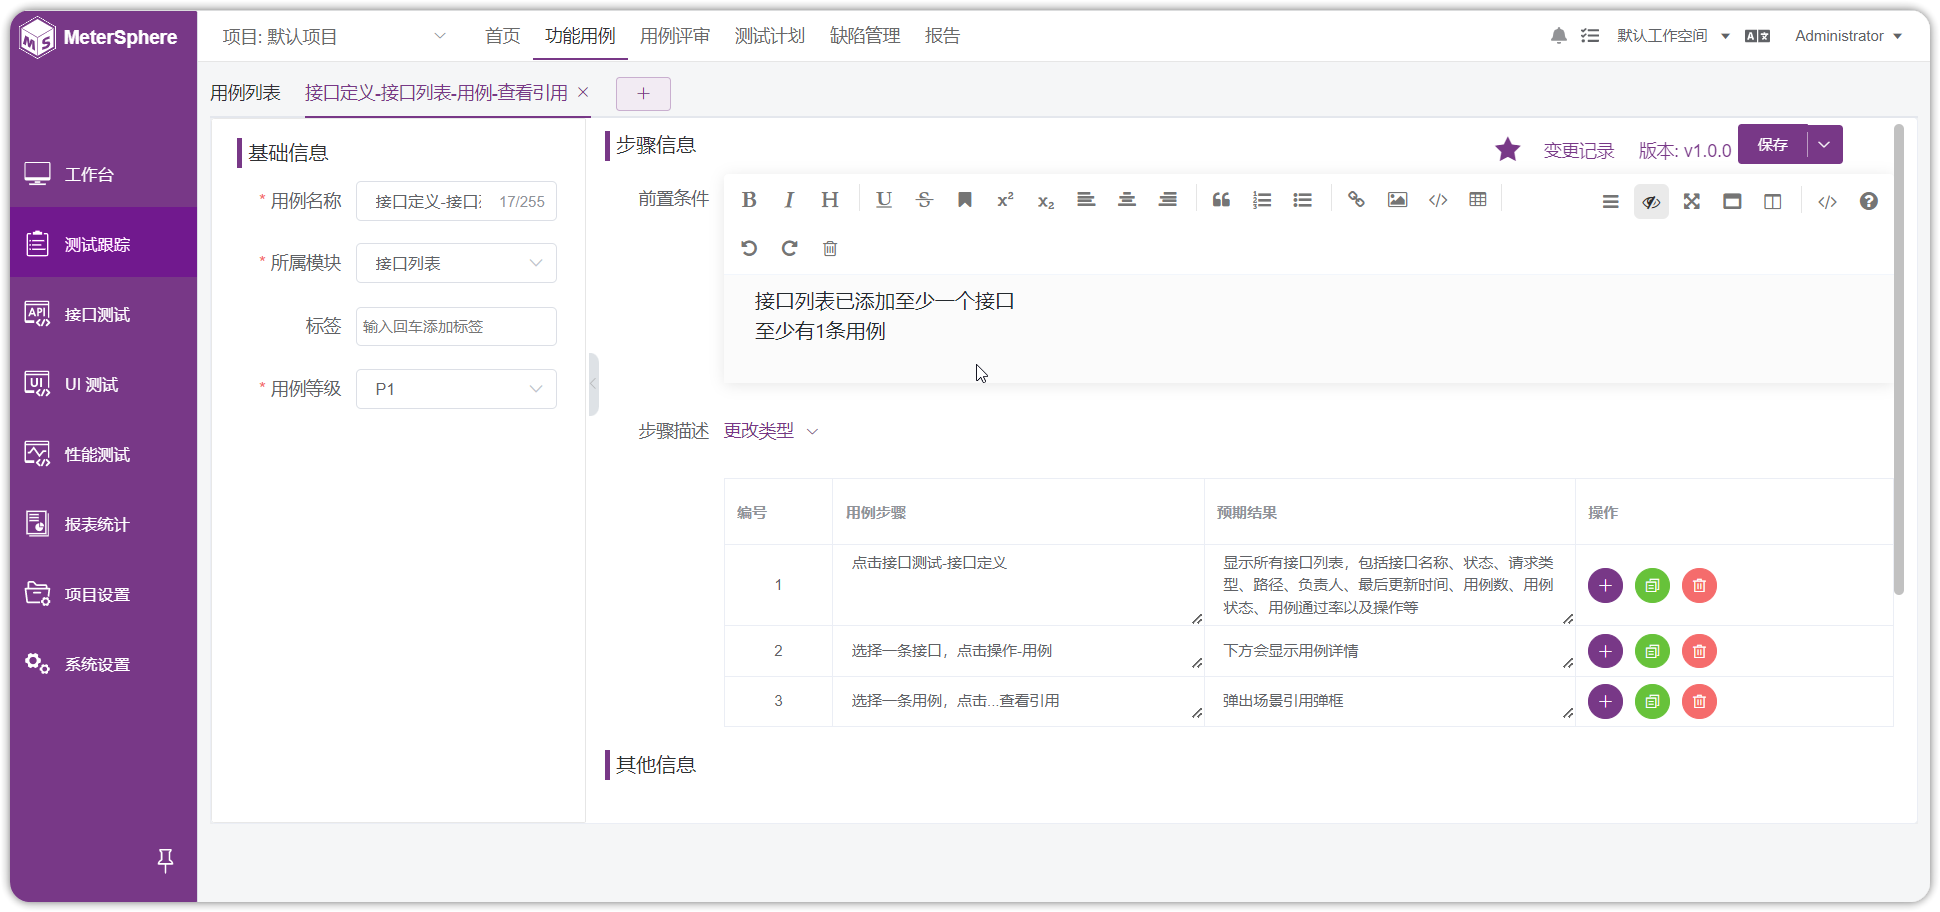 MeterSphere
项目: 默认项目
首页
功能用例
用例评审
测试计划
缺陷管理
报告
默认工作空间
Administrator
工作台
测试跟踪
接口测试
UI 测试
性能测试
报表统计
项目设置
系统设置
用例列表
接口定义-接口列表-用例-查看引用
基础信息
* 用例名称
接口定义-接口
17/255
* 所属模块
接口列表
标签
输入回车添加标签
* 用例等级
P1
步骤信息
变更记录
版本: v1.0.0
保存
前置条件
接口列表已添加至少一个接口
至少有1条用例
步骤描述
更改类型
编号
用例步骤
预期结果
操作
1
点击接口测试-接口定义
显示所有接口列表，包括接口名称、状态、请求类
型、路径、负责人、最后更新时间、用例数、用例
状态、用例通过率以及操作等
2
选择一条接口，点击操作-用例
下方会显示用例详情
3
选择一条用例，点击...查看引用
弹出场景引用弹框
其他信息